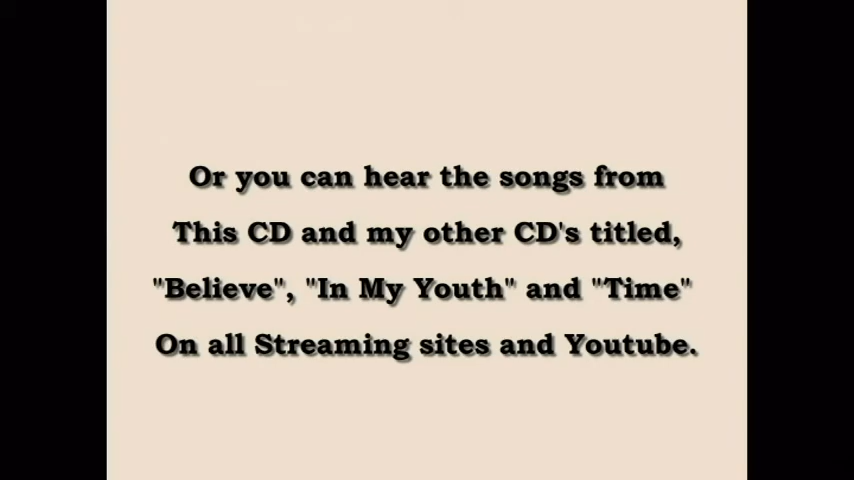 Or you can hear the songs from
This CD and my other CD's titled,
"Believe", "In My Youth" and "Time"
On all Streaming sites and Youtube.